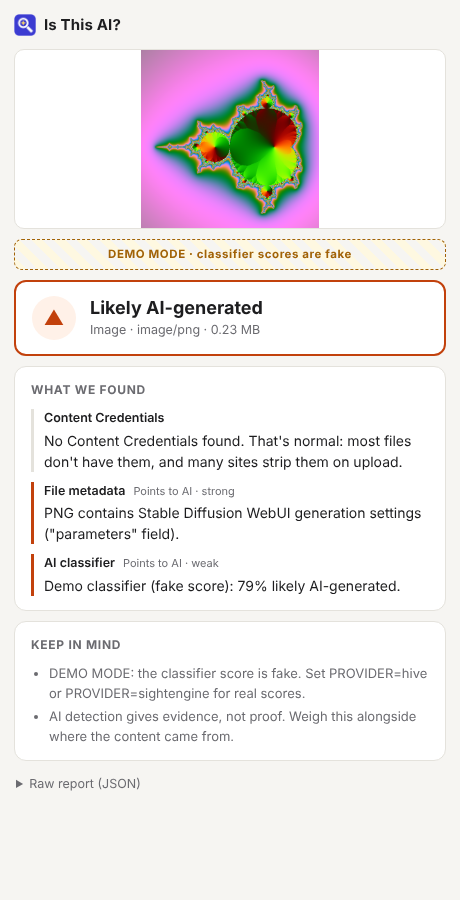 Is This AI?
DEMO MODE · classifier scores are fake
Likely AI-generated
Image · image/png · 0.23 MB
WHAT WE FOUND
Content Credentials
No Content Credentials found. That's normal: most files
don't have them, and many sites strip them on upload.
File metadata Points to AI · strong
PNG contains Stable Diffusion WebUI generation settings
("parameters" field).
AI classifier Points to AI · weak
Demo classifier (fake score): 79% likely AI-generated.
KEEP IN MIND
• DEMO MODE: the classifier score is fake. Set PROVIDER=hive
or PROVIDER=sightengine for real scores.
• AI detection gives evidence, not proof. Weigh this alongside
where the content came from.
Raw report (JSON)